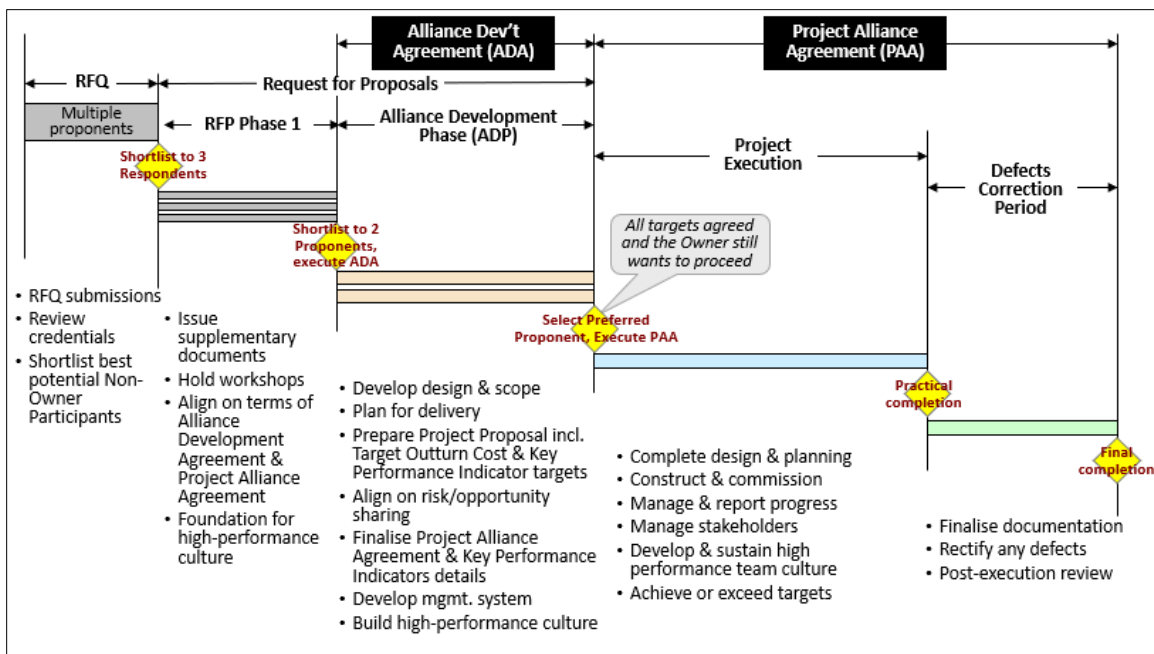 Alliance Dev't
Agreement (ADA)
Project Alliance
Agreement (PAA)
RFQ
Request for Proposals
Multiple
proponents
RFP Phase 1
Alliance Development
Phase (ADP)
Project
Execution
Defects
Correction
Period
Shortlist to 3
Respondents
Shortlist to 2
Proponents,
execute ADA
All targets agreed
and the Owner still
wants to proceed
Select Preferred
Proponent, Execute PAA
Practical
completion
Final
completion
• RFQ submissions
• Review
credentials
• Shortlist best
potential Non-
Owner
Participants
• Issue
supplementary
documents
• Hold workshops
• Align on terms of
Alliance
Development
Agreement &
Project Alliance
Agreement
• Foundation for
high-performance
culture
• Develop design & scope
• Plan for delivery
• Prepare Project Proposal incl.
Target Outturn Cost & Key
Performance Indicator targets
• Align on risk/opportunity
sharing
• Finalise Project Alliance
Agreement & Key Performance
Indicators details
• Develop mgmt. system
• Build high-performance culture
• Complete design & planning
• Construct & commission
• Manage & report progress
• Manage stakeholders
• Develop & sustain high
performance team culture
• Achieve or exceed targets
• Finalise documentation
• Rectify any defects
• Post-execution review